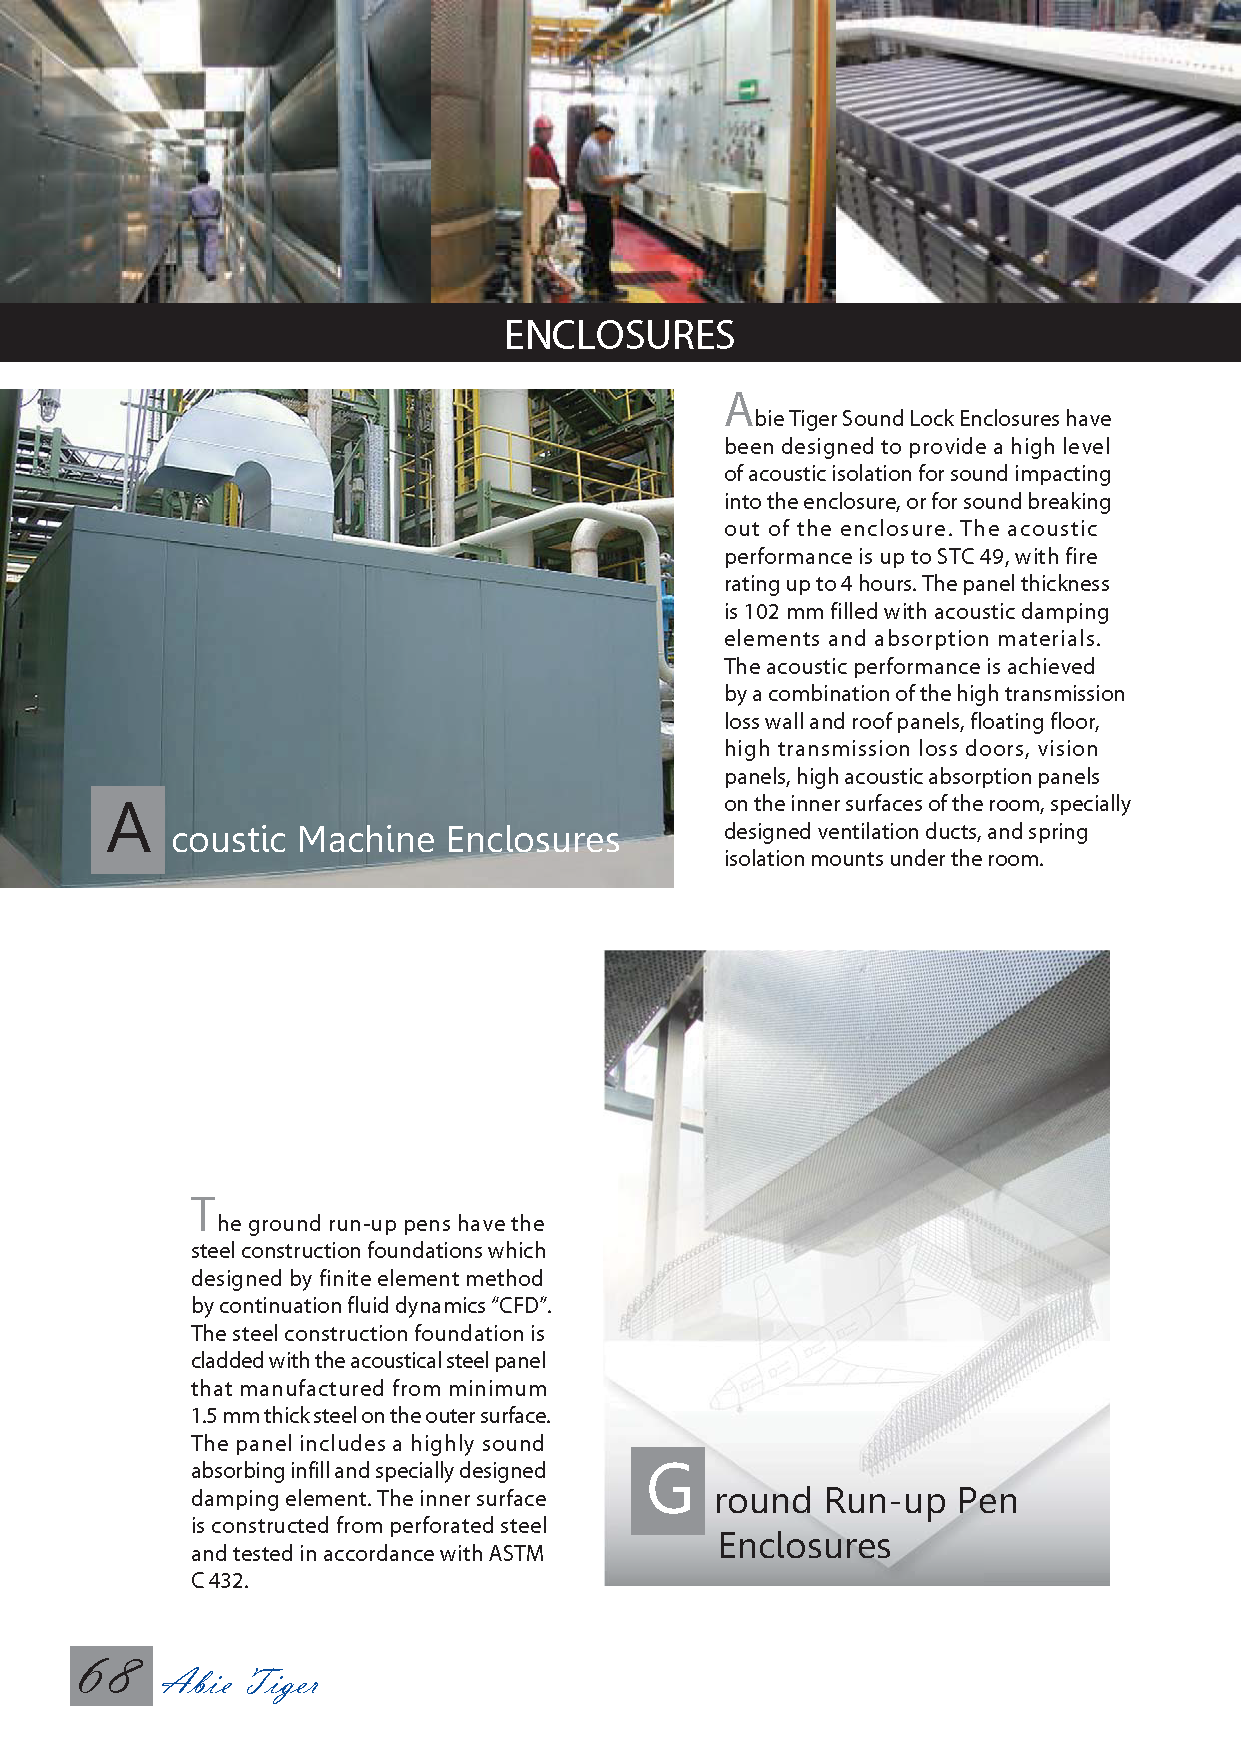 ENCLOSURES
Abie Tiger Sound Lock Enclosures have
been designed to provide a high level
of acoustic isolation for sound impacting
into the enclosure, or for sound breaking
out of the enclosure. The acoustic
performance is up to STC 49, with fire
rating up to 4 hours. The panel thickness
is 102 mm filled with acoustic damping
elements and absorption materials.
The acoustic performance is achieved
by a combination of the high transmission
loss wall and roof panels, floating floor,
high transmission loss doors, vision
panels, high acoustic absorption panels
on the inner surfaces of the room, specially
designed ventilation ducts, and spring
isolation mounts under the room.
Acoustic Machine Enclosures
The ground run-up pens have the
steel construction foundations which
designed by finite element method
by continuation fluid dynamics “CFD”.
The steel construction foundation is
cladded with the acoustical steel panel
that manufactured from minimum
1.5 mm thick steel on the outer surface.
The panel includes a highly sound
absorbing infill and specially designed
damping element. The inner surface
is constructed from perforated steel
and tested in accordance with ASTM
C 432.
Ground Run-up Pen
Enclosures
68 Abie Tiger